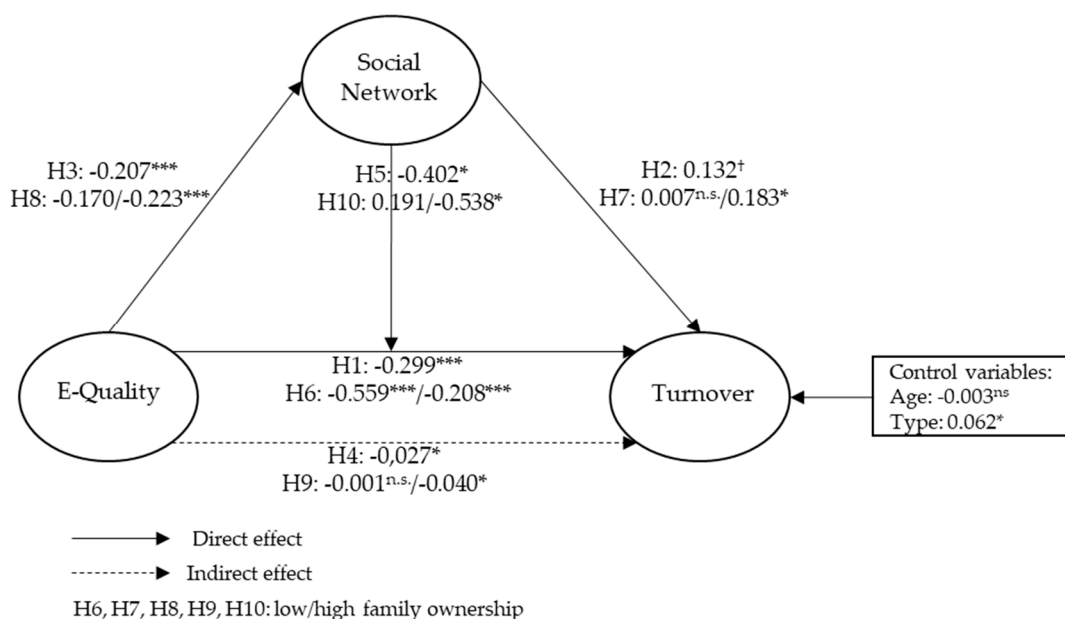 Social
Network
H3: -0.207***
H8: -0.170/-0.223***
H5: -0.402*
H10: 0.191/-0.538*
H2: 0.132†
H7: 0.007n.s./0.183*
E-Quality
H1: -0.299***
H6: -0.559***/-0.208***
Turnover
Control variables:
Age: -0.003ns
Type: 0.062*
H4: -0,027*
H9: -0.001n.s./-0.040*
Direct effect
Indirect effect
H6, H7, H8, H9, H10: low/high family ownership